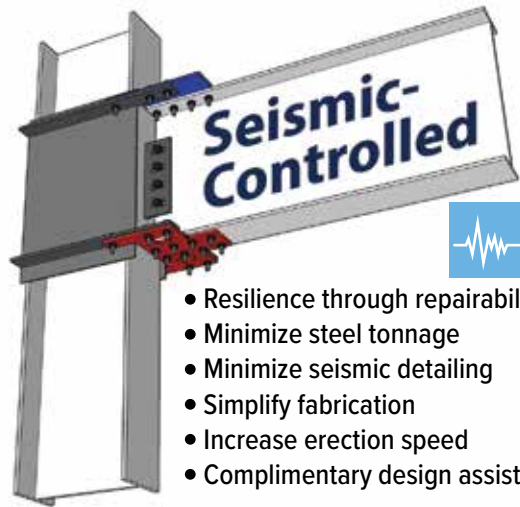 Seismic-
Controlled
• Resilience through repairabil
• Minimize steel tonnage
• Minimize seismic detailing
• Simplify fabrication
• Increase erection speed
• Complimentary design assist